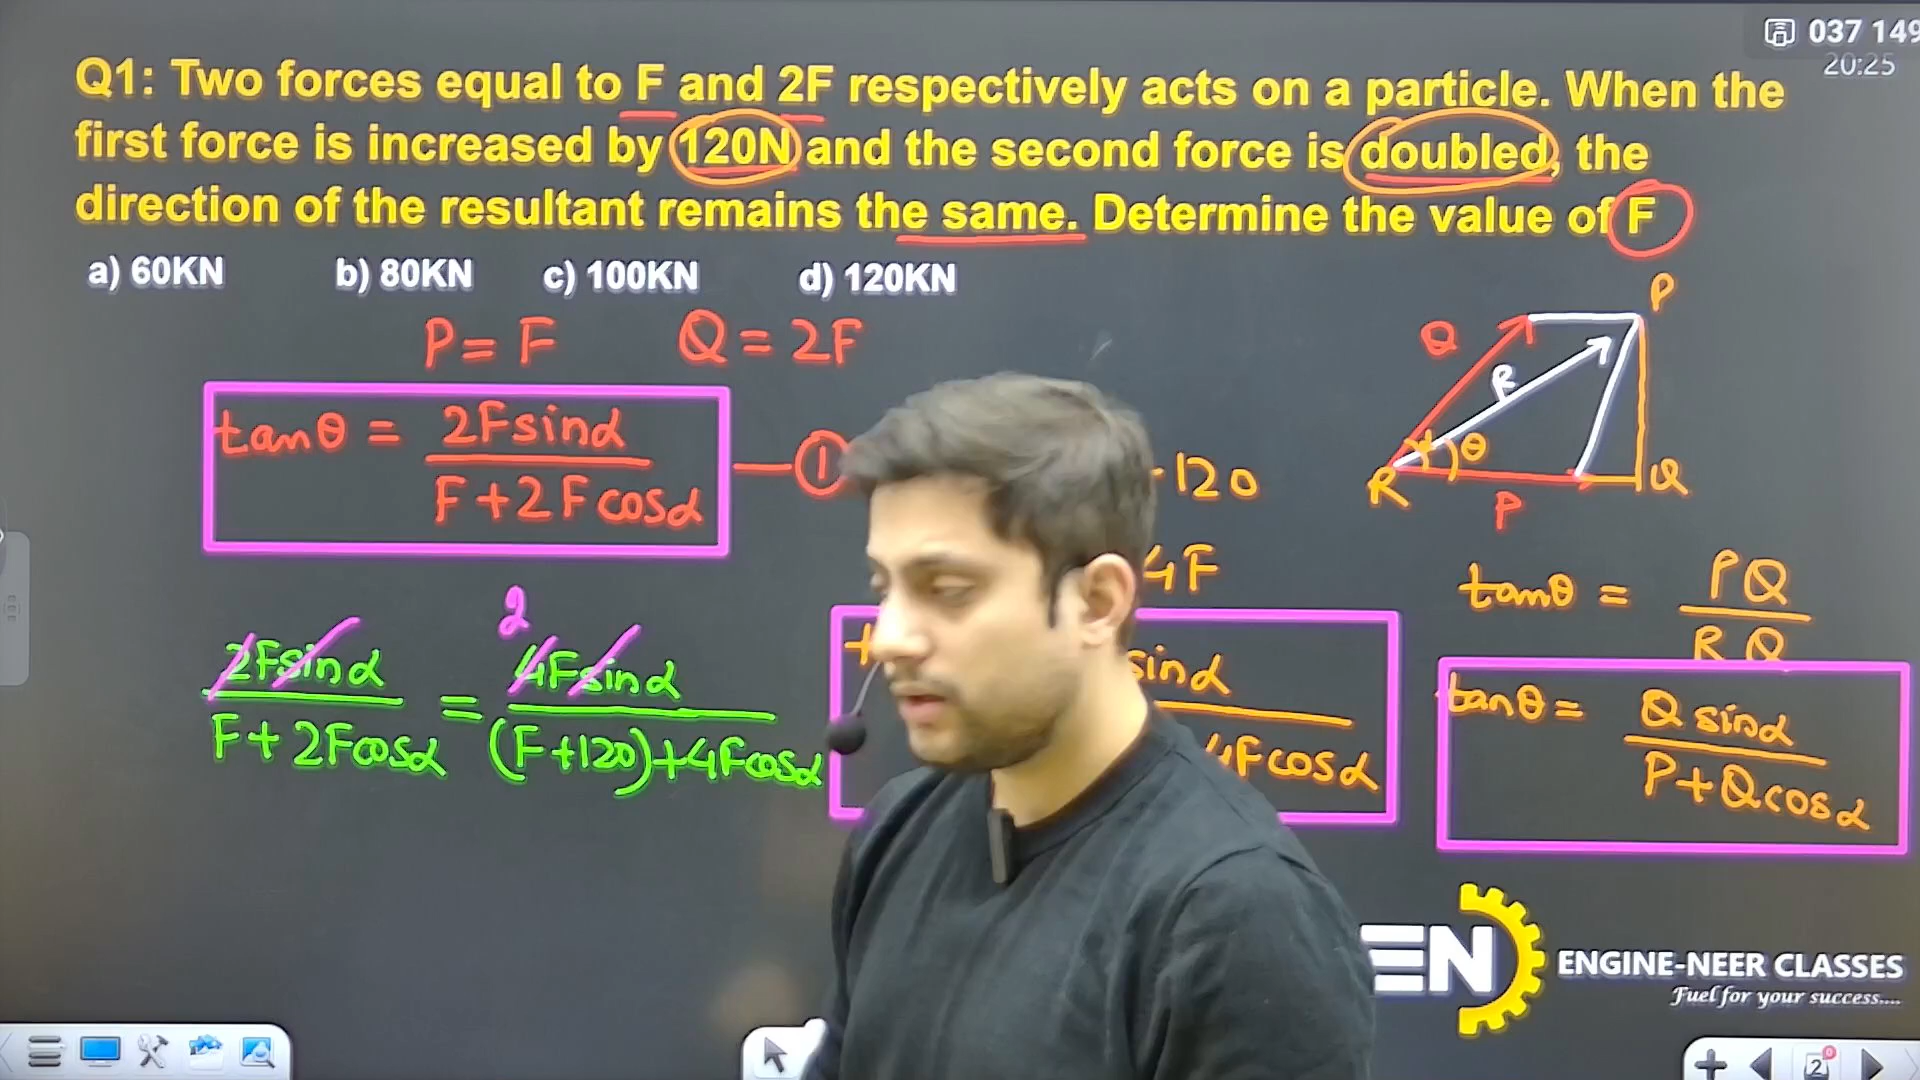 037 149
20:25
Q1: Two forces equal to F and 2F respectively acts on a particle. When the
first force is increased by 120N and the second force is doubled, the
direction of the resultant remains the same. Determine the value of F
a) 60KN b) 80KN c) 100KN d) 120KN
P = F Q = 2F
tanθ = 2Fsinα
F+2Fcosα
1
2
2Fsinα = 4Fsinα
F+2Fcosα (F+120)+4Fcosα
120
4F
sinα
4Fcosα
P
Q
R
θ
R
P
Q
tanθ = PQ
RQ
tanθ = Q sinα
P+Qcosα
EN
ENGINE-NEER CLASSES
Fuel for your success....
2